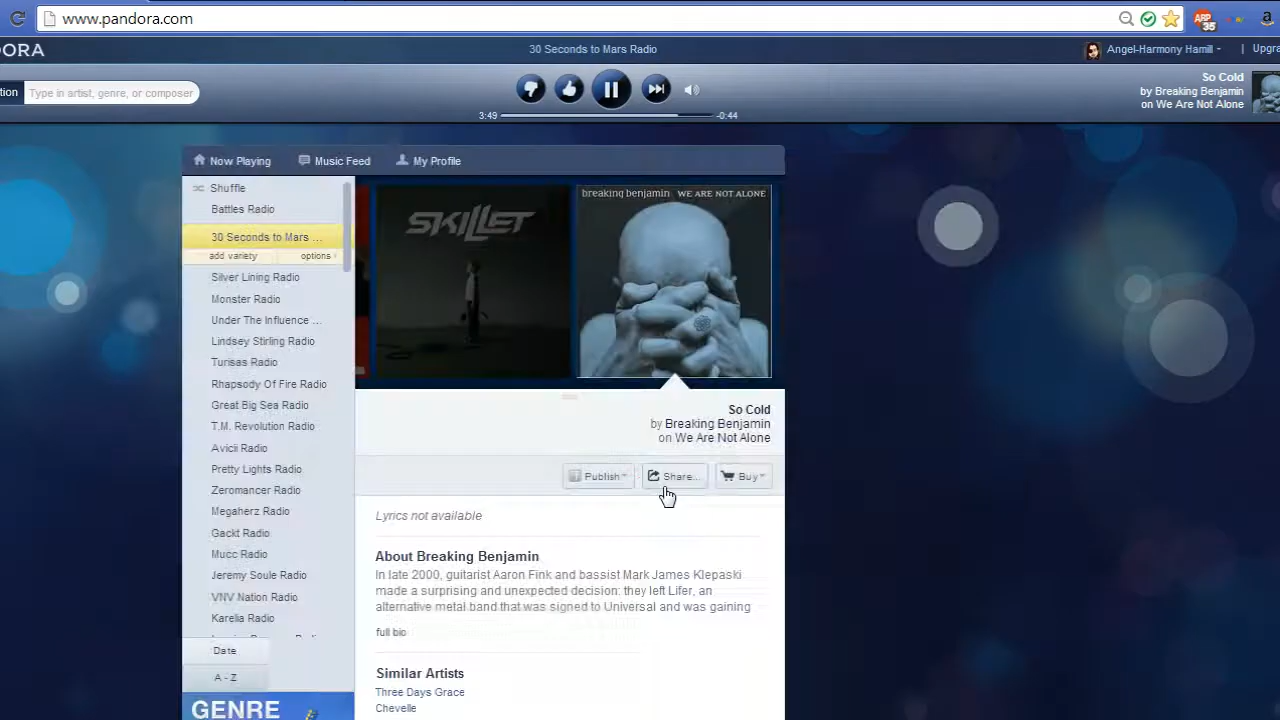 www.pandora.com
ABP
35
a
ORA
30 Seconds to Mars Radio
Angel-Harmony Hamill
Upgra
tion
Type in artist, genre, or composer
3:49
-0:44
So Cold
by Breaking Benjamin
on We Are Not Alone
Now Playing
Music Feed
My Profile
Shuffle
Battles Radio
30 Seconds to Mars ...
add variety
options
Silver Lining Radio
Monster Radio
Under The Influence ...
Lindsey Stirling Radio
Turisas Radio
Rhapsody Of Fire Radio
Great Big Sea Radio
T.M. Revolution Radio
Avicii Radio
Pretty Lights Radio
Zeromancer Radio
Megaherz Radio
Gackt Radio
Mucc Radio
Jeremy Soule Radio
VNV Nation Radio
Karelia Radio
Date
A - Z
GENRE
SKILLET
breaking benjamin WE ARE NOT ALONE
So Cold
by Breaking Benjamin
on We Are Not Alone
Publish
Share...
Buy
Lyrics not available
About Breaking Benjamin
In late 2000, guitarist Aaron Fink and bassist Mark James Klepaski
made a surprising and unexpected decision: they left Lifer, an
alternative metal band that was signed to Universal and was gaining
full bio
Similar Artists
Three Days Grace
Chevelle